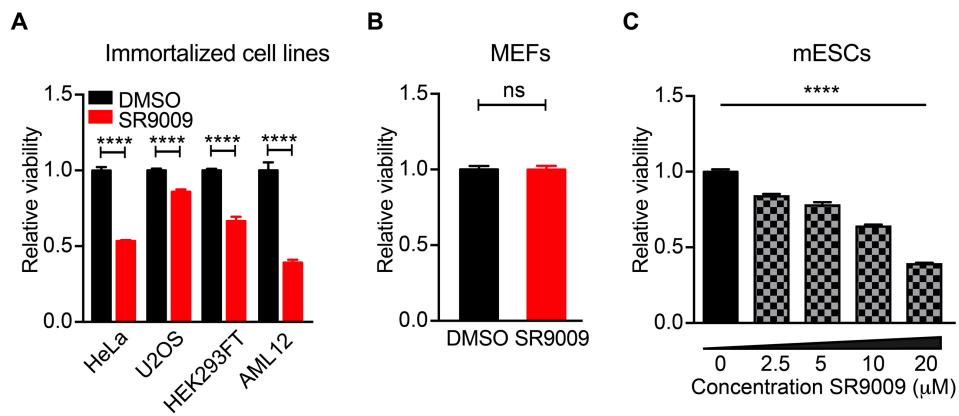 A
Immortalized cell lines
DMSO
SR9009
Relative viability
1.5
1.0
0.5
0.0
**** **** **** ****
HeLa
U2OS
HEK293FT
AML12
B
MEFs
ns
Relative viability
1.5
1.0
0.5
0.0
DMSO SR9009
C
mESCs
****
Relative viability
1.5
1.0
0.5
0.0
0 2.5 5 10 20
Concentration SR9009 (μM)